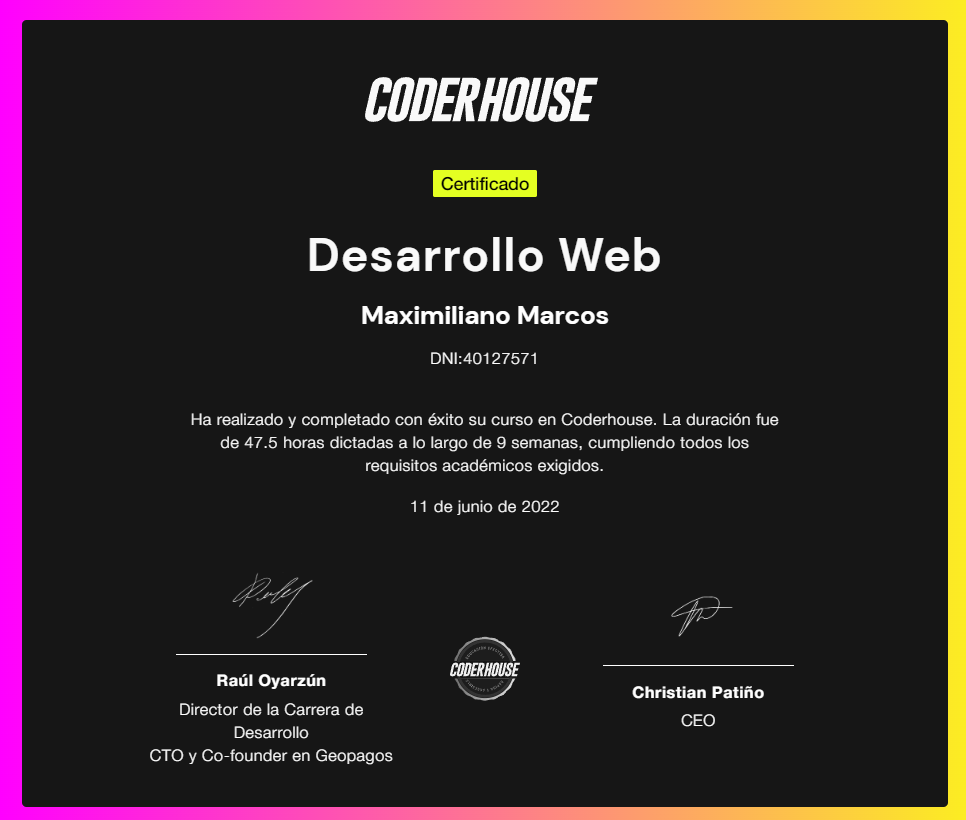 CODERHOUSE
Certificado
Desarrollo Web
Maximiliano Marcos
DNI:40127571
Ha realizado y completado con éxito su curso en Coderhouse. La duración fue
de 47.5 horas dictadas a lo largo de 9 semanas, cumpliendo todos los
requisitos académicos exigidos.
11 de junio de 2022
Raúl Oyarzún
Director de la Carrera de
Desarrollo
CTO y Co-founder en Geopagos
CODERHOUSE
Christian Patiño
CEO